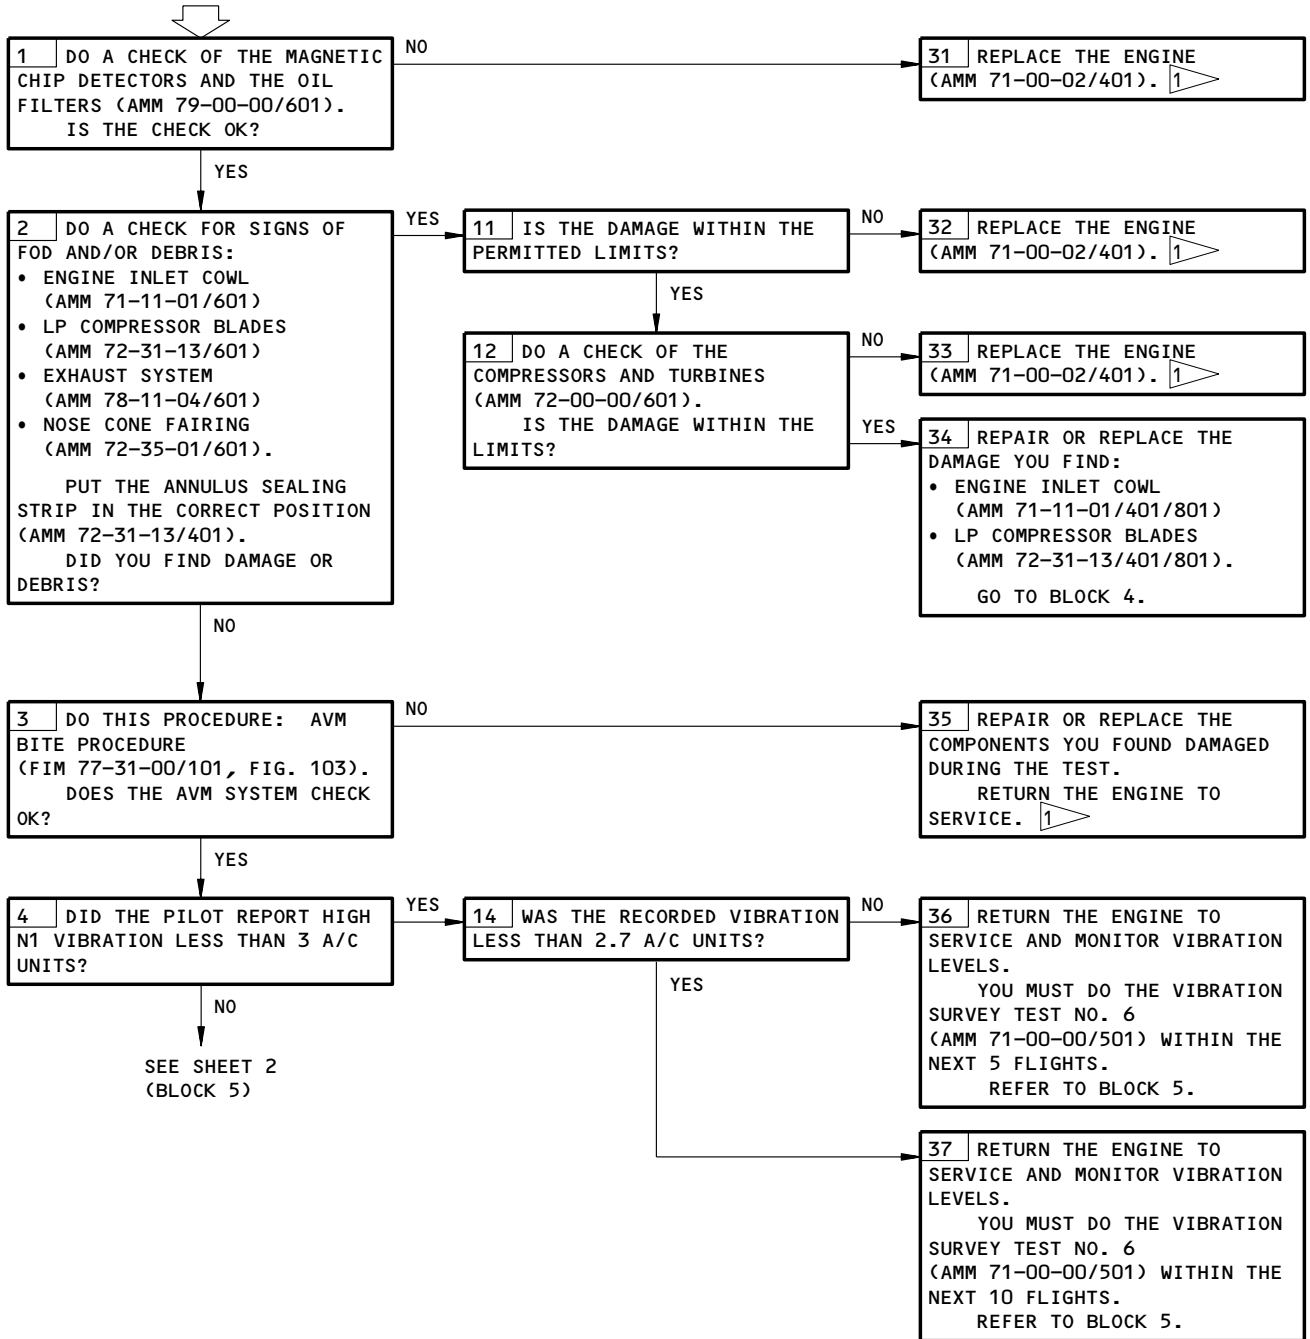 1 DO A CHECK OF THE MAGNETIC
CHIP DETECTORS AND THE OIL
FILTERS (AMM 79-00-00/601).
IS THE CHECK OK?
NO
31 REPLACE THE ENGINE
(AMM 71-00-02/401). 1
YES
2 DO A CHECK FOR SIGNS OF
FOD AND/OR DEBRIS:
• ENGINE INLET COWL
(AMM 71-11-01/601)
• LP COMPRESSOR BLADES
(AMM 72-31-13/601)
• EXHAUST SYSTEM
(AMM 78-11-04/601)
• NOSE CONE FAIRING
(AMM 72-35-01/601).
PUT THE ANNULUS SEALING
STRIP IN THE CORRECT POSITION
(AMM 72-31-13/401).
DID YOU FIND DAMAGE OR
DEBRIS?
YES
11 IS THE DAMAGE WITHIN THE
PERMITTED LIMITS?
NO
32 REPLACE THE ENGINE
(AMM 71-00-02/401). 1
YES
12 DO A CHECK OF THE
COMPRESSORS AND TURBINES
(AMM 72-00-00/601).
IS THE DAMAGE WITHIN THE
LIMITS?
NO
33 REPLACE THE ENGINE
(AMM 71-00-02/401). 1
YES
34 REPAIR OR REPLACE THE
DAMAGE YOU FIND:
• ENGINE INLET COWL
(AMM 71-11-01/401/801)
• LP COMPRESSOR BLADES
(AMM 72-31-13/401/801).
GO TO BLOCK 4.
NO
3 DO THIS PROCEDURE: AVM
BITE PROCEDURE
(FIM 77-31-00/101, FIG. 103).
DOES THE AVM SYSTEM CHECK
OK?
NO
35 REPAIR OR REPLACE THE
COMPONENTS YOU FOUND DAMAGED
DURING THE TEST.
RETURN THE ENGINE TO
SERVICE. 1
YES
4 DID THE PILOT REPORT HIGH
N1 VIBRATION LESS THAN 3 A/C
UNITS?
YES
14 WAS THE RECORDED VIBRATION
LESS THAN 2.7 A/C UNITS?
NO
36 RETURN THE ENGINE TO
SERVICE AND MONITOR VIBRATION
LEVELS.
YOU MUST DO THE VIBRATION
SURVEY TEST NO. 6
(AMM 71-00-00/501) WITHIN THE
NEXT 5 FLIGHTS.
REFER TO BLOCK 5.
YES
NO
SEE SHEET 2
(BLOCK 5)
37 RETURN THE ENGINE TO
SERVICE AND MONITOR VIBRATION
LEVELS.
YOU MUST DO THE VIBRATION
SURVEY TEST NO. 6
(AMM 71-00-00/501) WITHIN THE
NEXT 10 FLIGHTS.
REFER TO BLOCK 5.